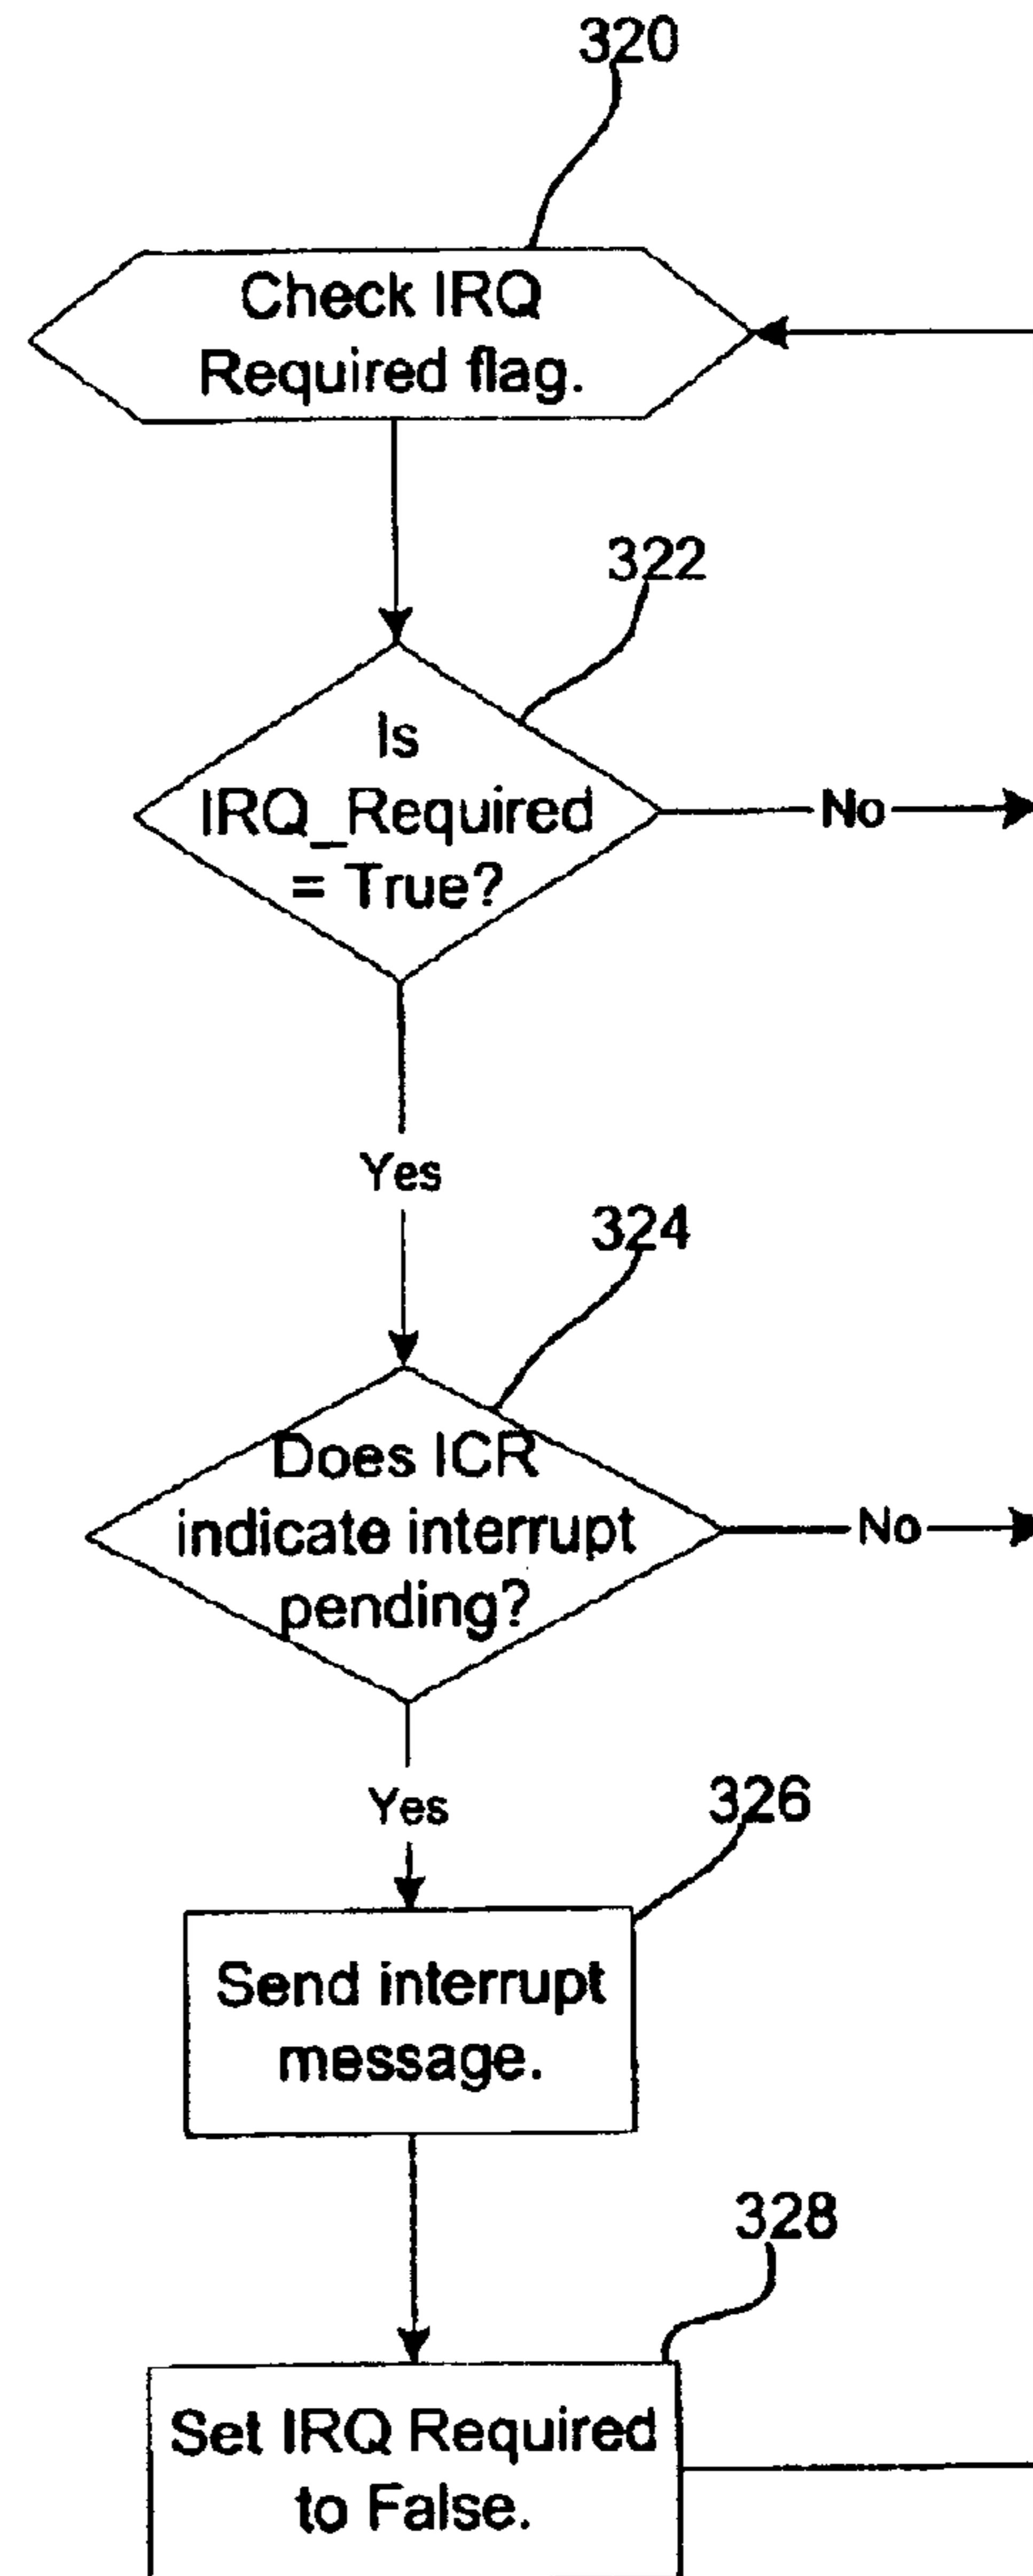 320
Check IRQ
Required flag.
322
Is
IRQ_Required
= True?
No
Yes
324
Does ICR
indicate interrupt
pending?
No
Yes
326
Send interrupt
message.
328
Set IRQ Required
to False.